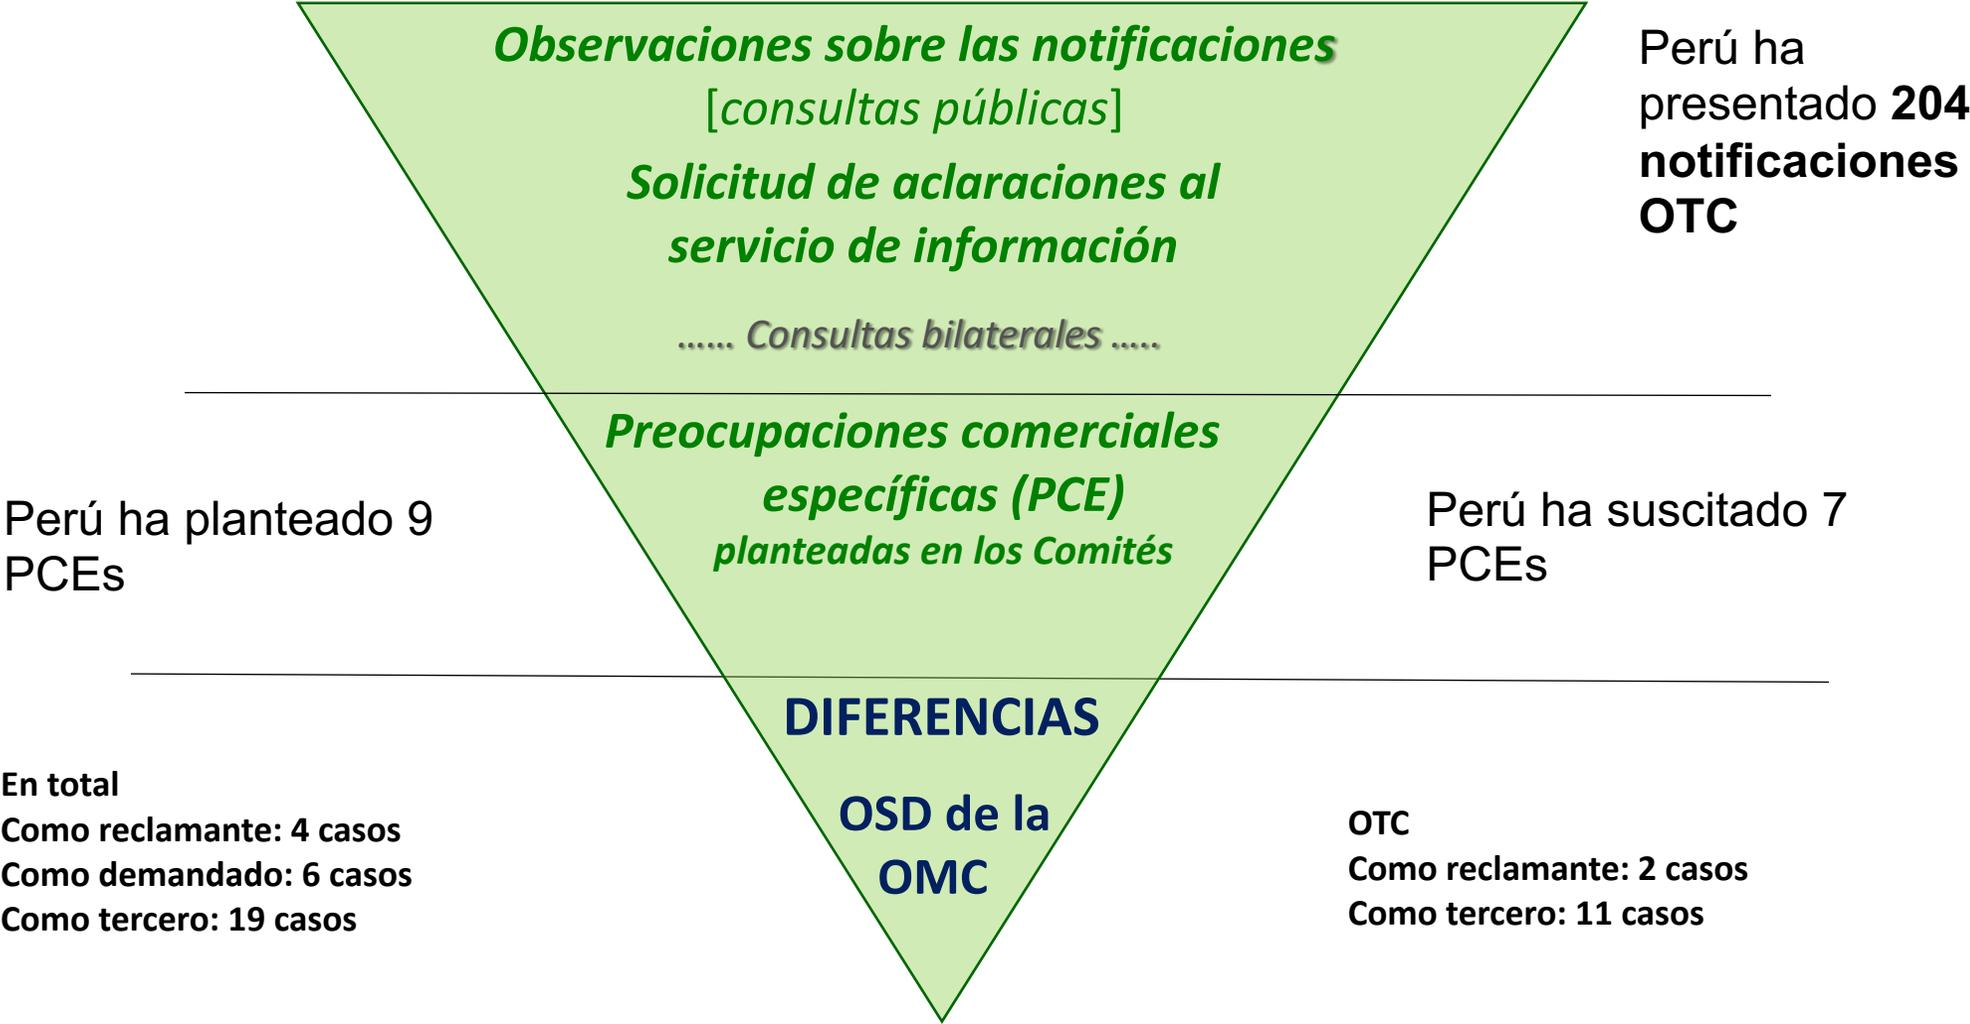 Observaciones sobre las notificaciones
[consultas públicas]
Solicitud de aclaraciones al
servicio de información
...... Consultas bilaterales .....
Perú ha
presentado 204
notificaciones
OTC
Preocupaciones comerciales
específicas (PCE)
planteadas en los Comités
Perú ha planteado 9
PCEs
Perú ha suscitado 7
PCEs
DIFERENCIAS
OSD de la
OMC
En total
Como reclamante: 4 casos
Como demandado: 6 casos
Como tercero: 19 casos
OTC
Como reclamante: 2 casos
Como tercero: 11 casos